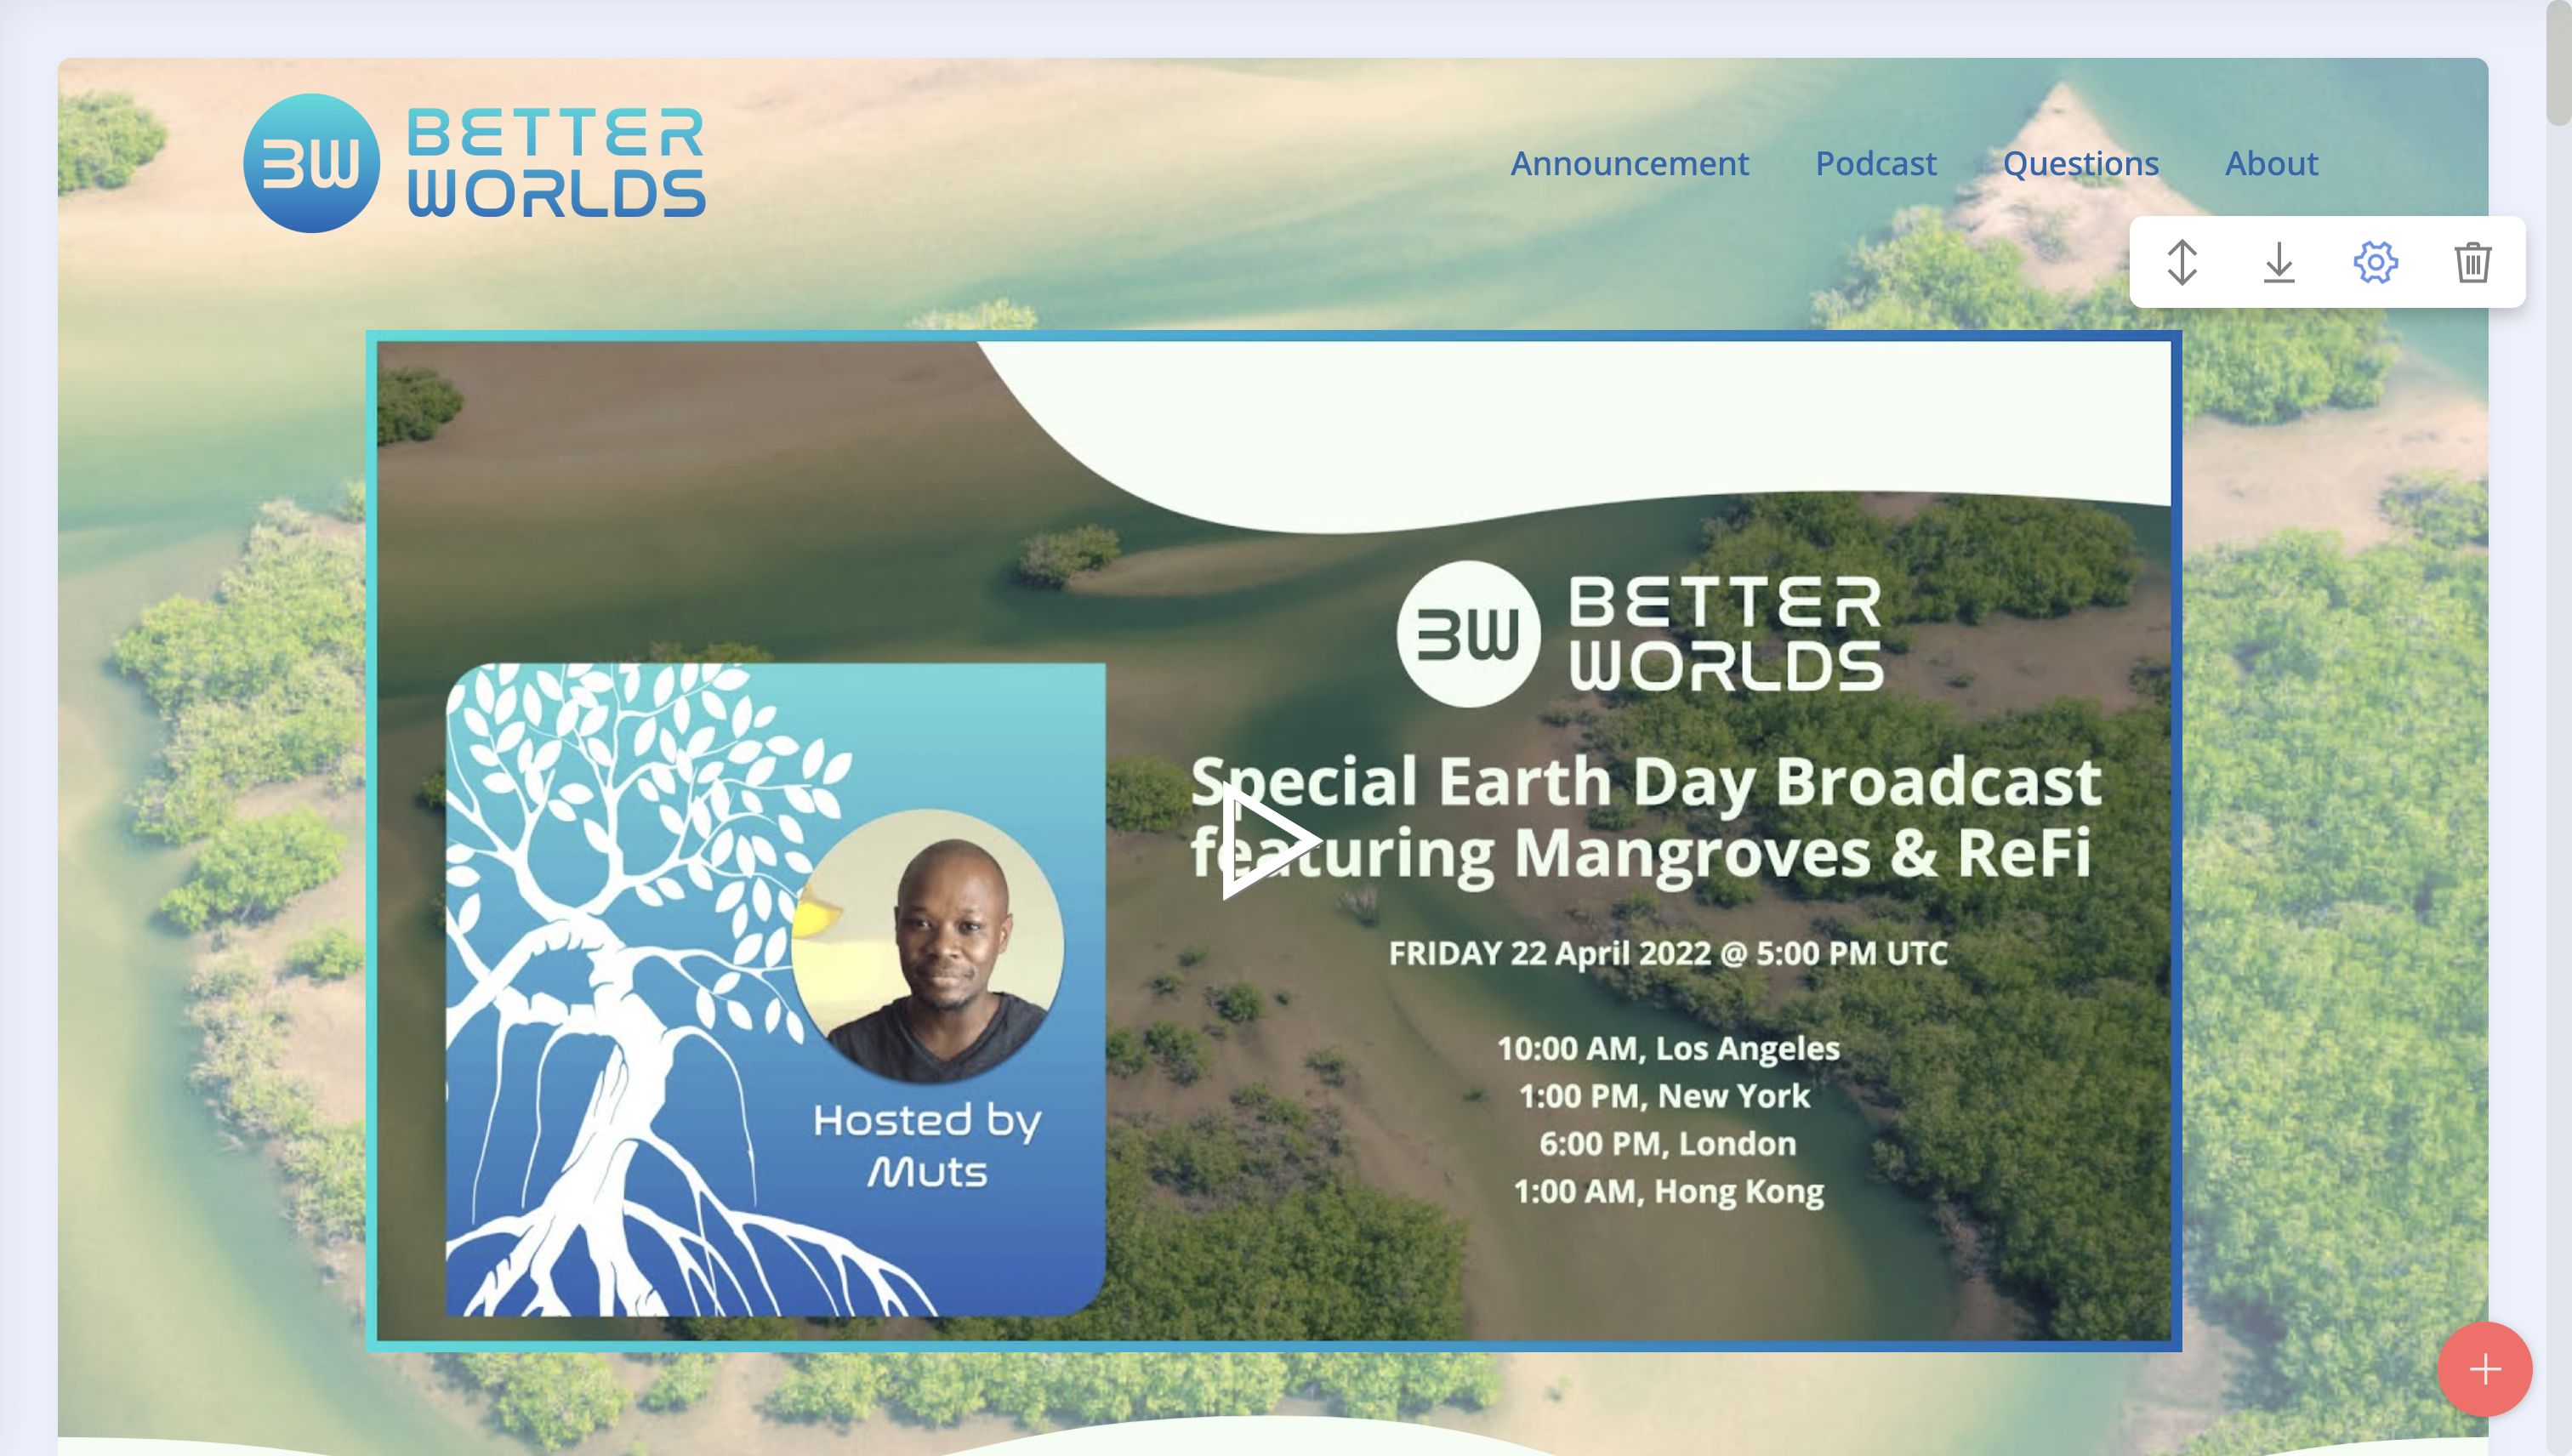 BW BETTER
WORLDS
Announcement Podcast Questions About
BW BETTER
WORLDS
Special Earth Day Broadcast
featuring Mangroves & ReFi
FRIDAY 22 April 2022 @ 5:00 PM UTC
10:00 AM, Los Angeles
1:00 PM, New York
6:00 PM, London
1:00 AM, Hong Kong
Hosted by
Muts